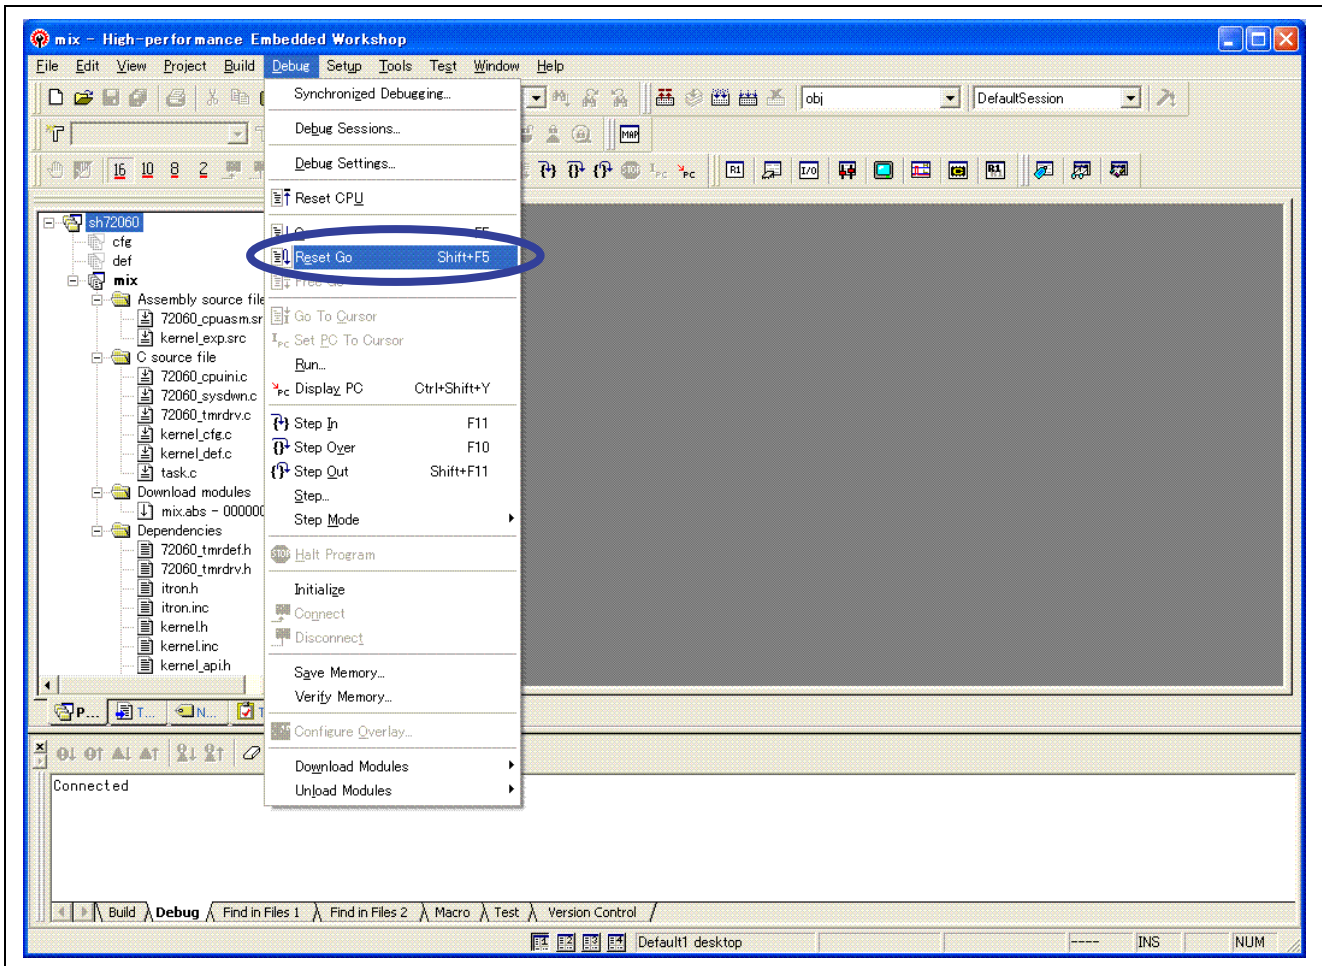 mix - High-performance Embedded Workshop
File Edit View Project Build Debug Setup Tools Test Window Help
obj DefaultSession
MAP
16 10 8 2 PC PC R1 I/O R1
Synchronized Debugging...
Debug Sessions...
Debug Settings...
Reset CPU
Reset Go Shift+F5
Go To Cursor
Set PC To Cursor
Run...
Display PC Ctrl+Shift+Y
Step In F11
Step Over F10
Step Out Shift+F11
Step...
Step Mode
STOP Halt Program
Initialize
Connect
Disconnect
Save Memory...
Verify Memory...
Configure Overlay...
Download Modules
Unload Modules
sh72060
cfg
def
mix
Assembly source file
72060_cpuasm.sr
kernel_exp.src
C source file
72060_cpuini.c
72060_sysdwn.c
72060_tmrdrv.c
kernel_cfg.c
kernel_def.c
task.c
Download modules
mix.abs - 000000
Dependencies
72060_tmrdef.h
72060_tmrdrv.h
itron.h
itron.inc
kernel.h
kernel.inc
kernel_api.h
P... T... N... T
Connected
Build Debug Find in Files 1 Find in Files 2 Macro Test Version Control
Default1 desktop ---- INS NUM